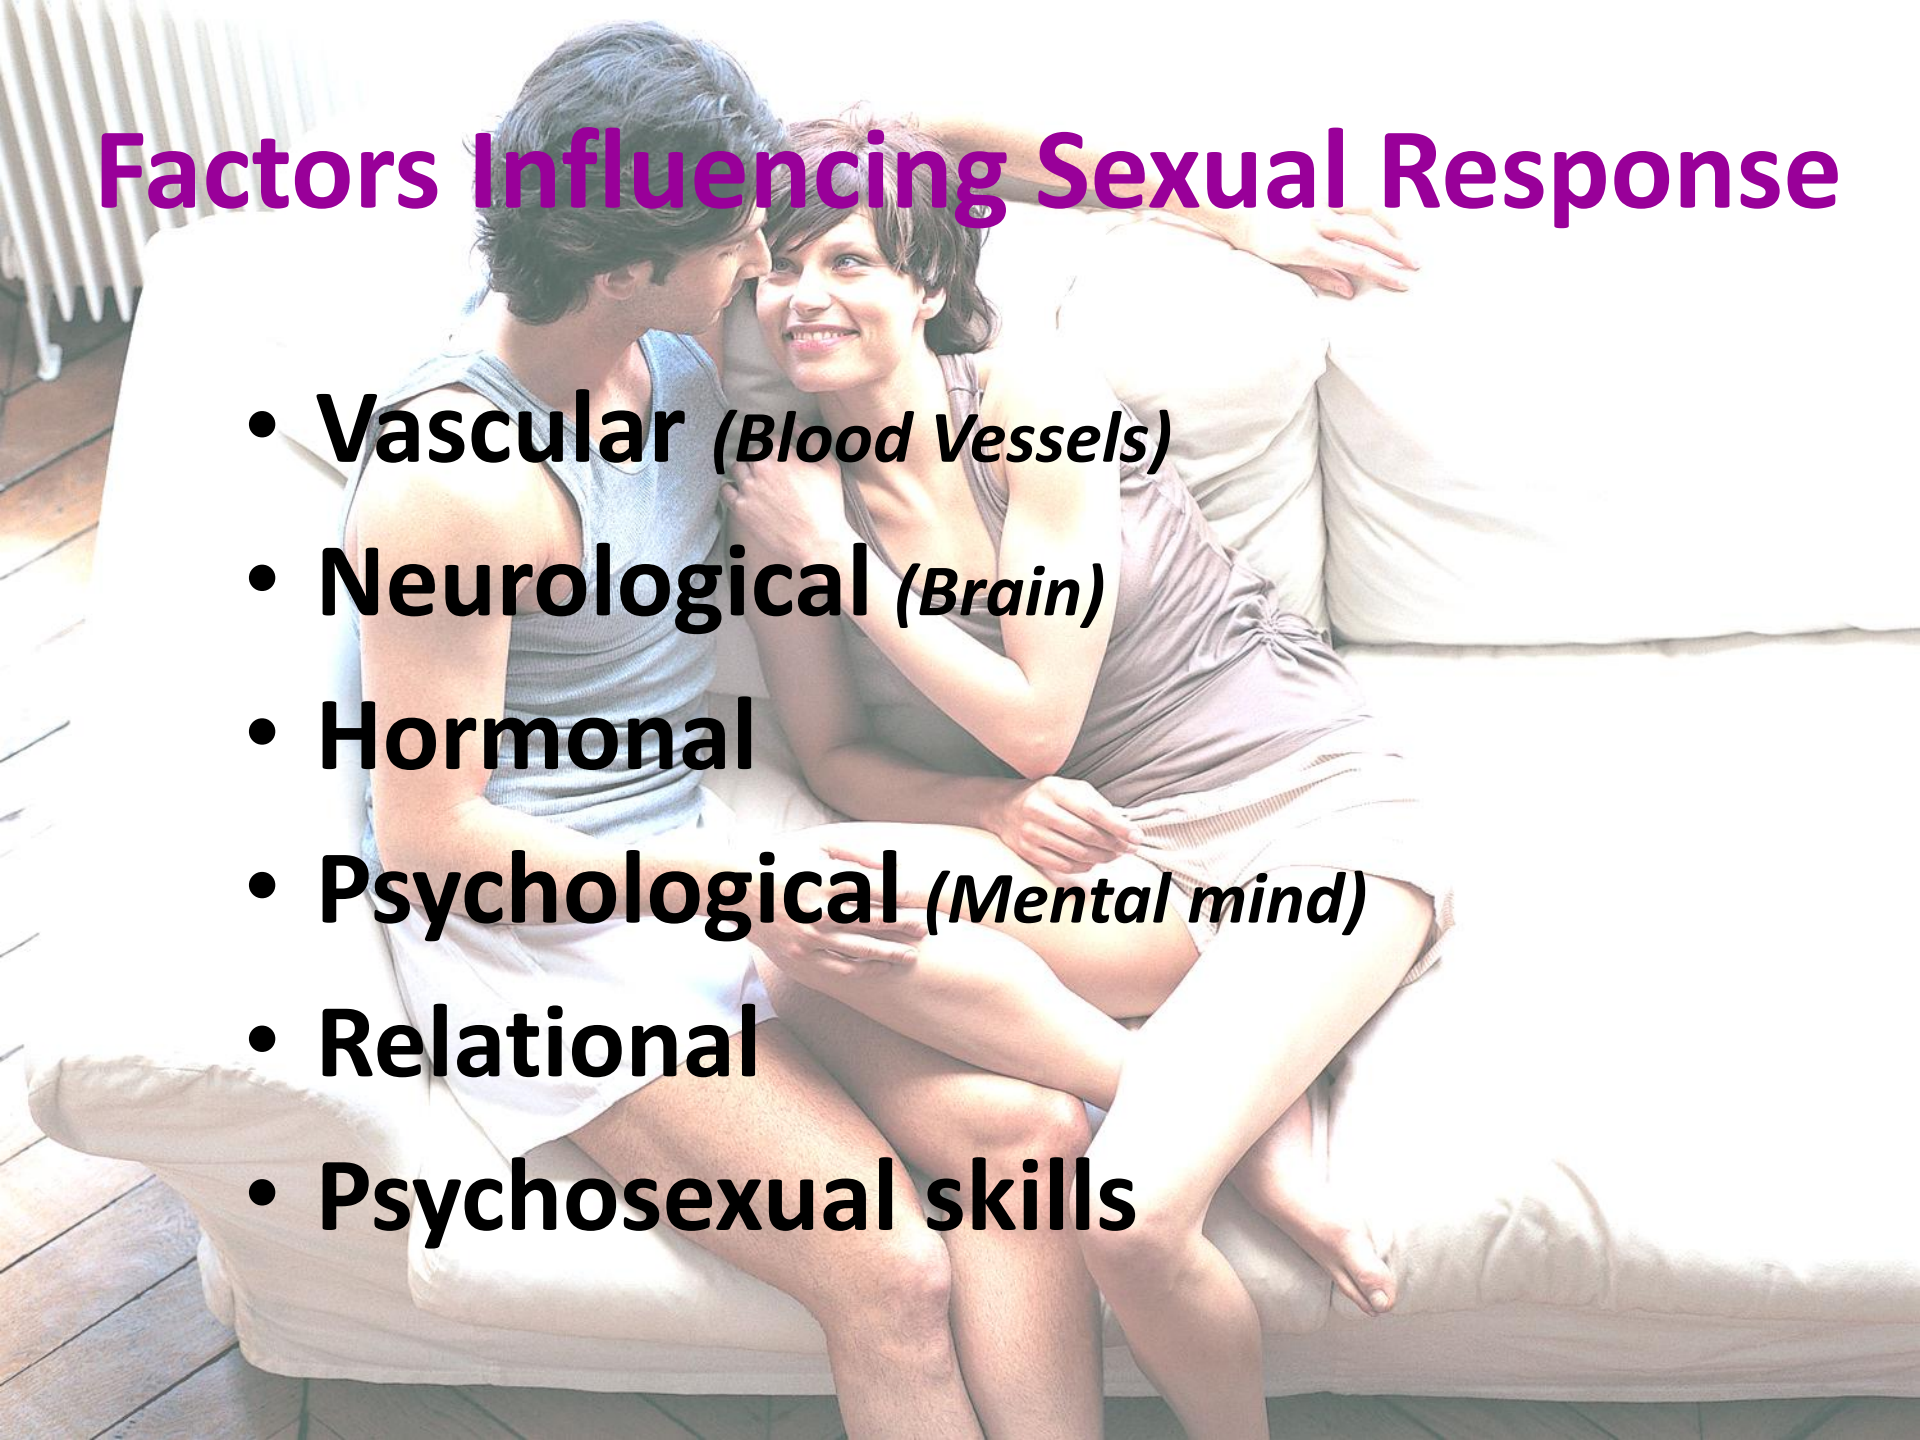 Factors Influencing Sexual Response
• Vascular (Blood Vessels)
• Neurological (Brain)
• Hormonal
• Psychological (Mental mind)
• Relational
• Psychosexual skills